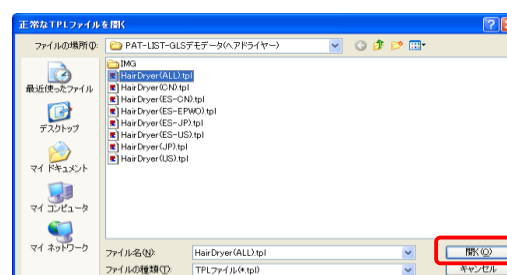 正常なTPLファイルを開く
ファイルの場所(I):
PAT-LIST-GLSデモデータ(ヘアドライヤー)
IMG
HairDryer(ALL).tpl
HairDryer(CN).tpl
HairDryer(ES-CN).tpl
HairDryer(ES-EPWO).tpl
HairDryer(ES-JP).tpl
HairDryer(ES-US).tpl
HairDryer(JP).tpl
HairDryer(US).tpl
最近使ったファイル
デスクトップ
マイ ドキュメント
マイ コンピュータ
マイ ネットワーク
ファイル名(N):
HairDryer(ALL).tpl
開く(O)
ファイルの種類(T):
TPLファイル(*.tpl)
キャンセル